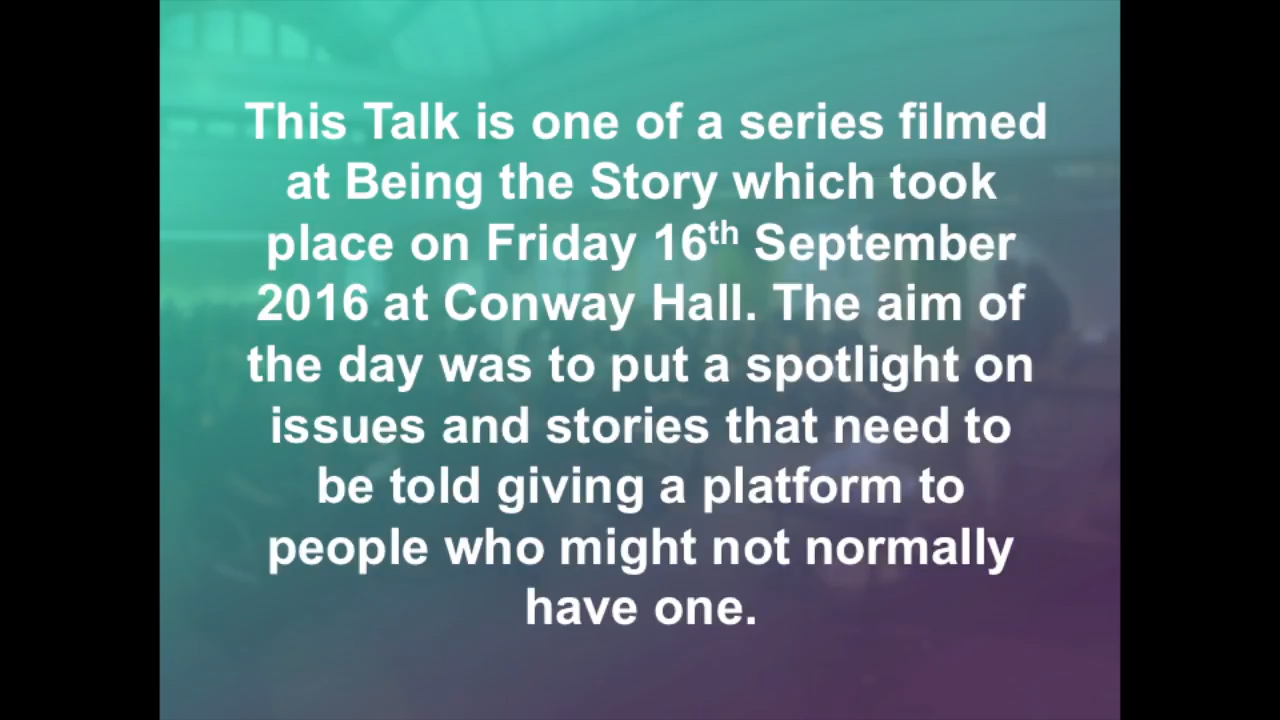 This Talk is one of a series filmed
at Being the Story which took
place on Friday 16th September
2016 at Conway Hall. The aim of
the day was to put a spotlight on
issues and stories that need to
be told giving a platform to
people who might not normally
have one.